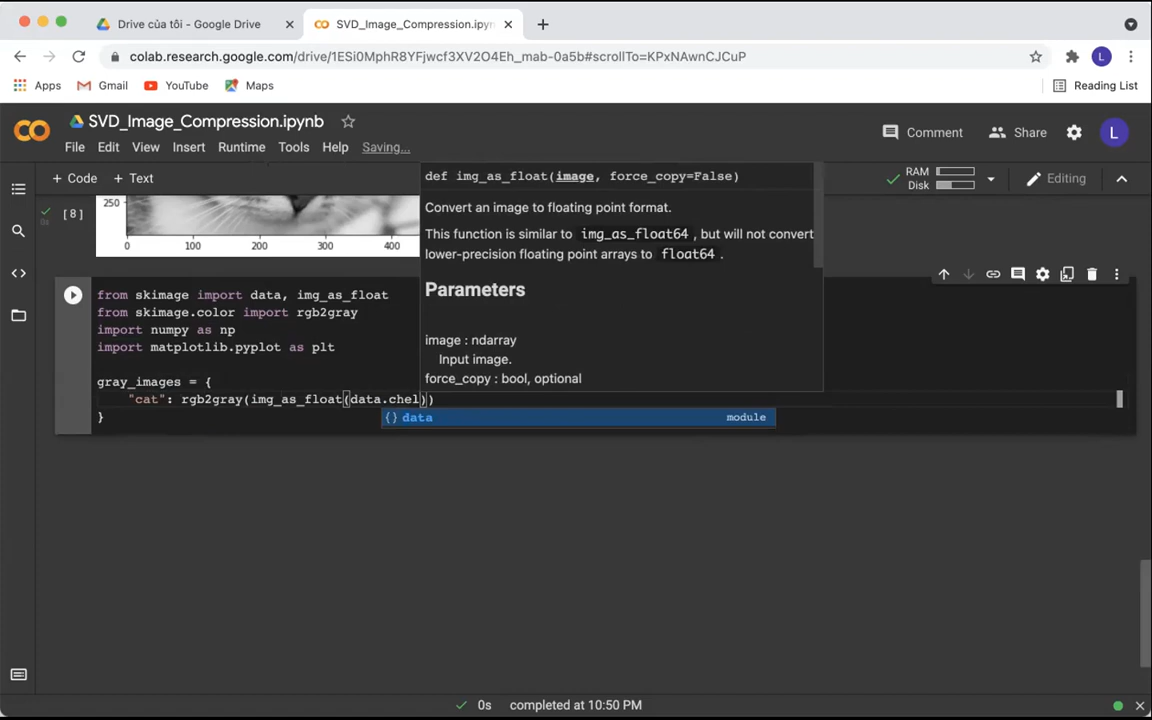 Drive của tôi - Google Drive
SVD_Image_Compression.ipyn
colab.research.google.com/drive/1ESi0MphR8YFjwcf3XV2O4Eh_mab-0a5b#scrollTo=KPxNAwnCJCuP
L
Apps
Gmail
YouTube
Maps
Reading List
SVD_Image_Compression.ipynb
File
Edit
View
Insert
Runtime
Tools
Help
Saving...
Comment
Share
L
+ Code
+ Text
RAM
Disk
Editing
[8]
0s
250
0
100
200
300
400
def img_as_float(image, force_copy=False)
Convert an image to floating point format.
This function is similar to img_as_float64, but will not convert
lower-precision floating point arrays to float64.
Parameters
image : ndarray
Input image.
force_copy : bool, optional
from skimage import data, img_as_float
from skimage.color import rgb2gray
import numpy as np
import matplotlib.pyplot as plt
gray_images = {
"cat": rgb2gray(img_as_float(data.chel))
}
{} data
module
0s
completed at 10:50 PM